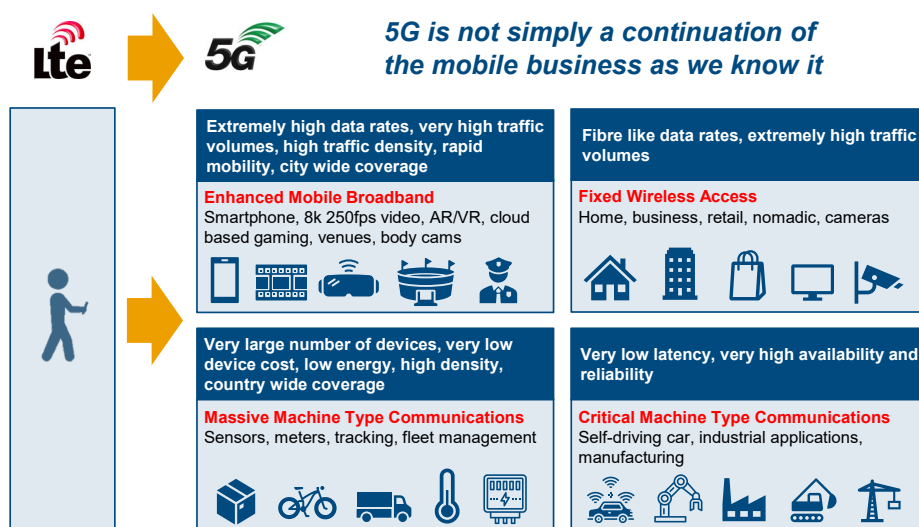 LTE
5G
5G is not simply a continuation of
the mobile business as we know it
Extremely high data rates, very high traffic
volumes, high traffic density, rapid
mobility, city wide coverage
Enhanced Mobile Broadband
Smartphone, 8k 250fps video, AR/VR, cloud
based gaming, venues, body cams
Fibre like data rates, extremely high traffic
volumes
Fixed Wireless Access
Home, business, retail, nomadic, cameras
Very large number of devices, very low
device cost, low energy, high density,
country wide coverage
Massive Machine Type Communications
Sensors, meters, tracking, fleet management
Very low latency, very high availability and
reliability
Critical Machine Type Communications
Self-driving car, industrial applications,
manufacturing